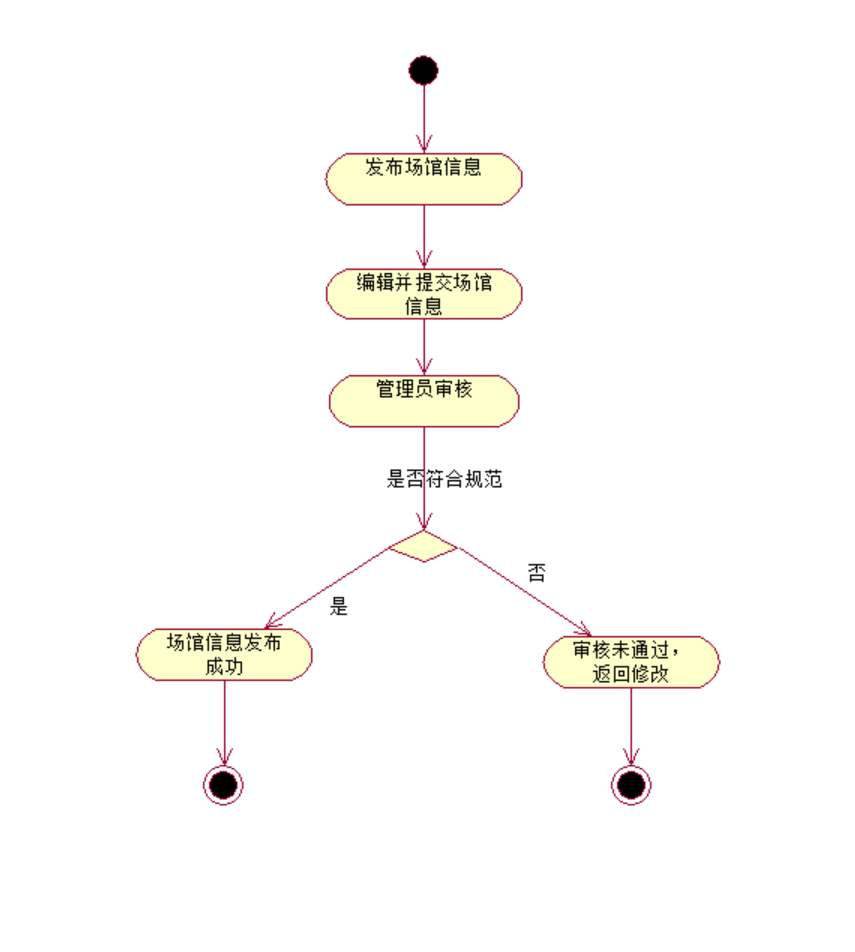 发布场馆信息
编辑并提交场馆
信息
管理员审核
是否符合规范
否
是
场馆信息发布
成功
审核未通过，
返回修改